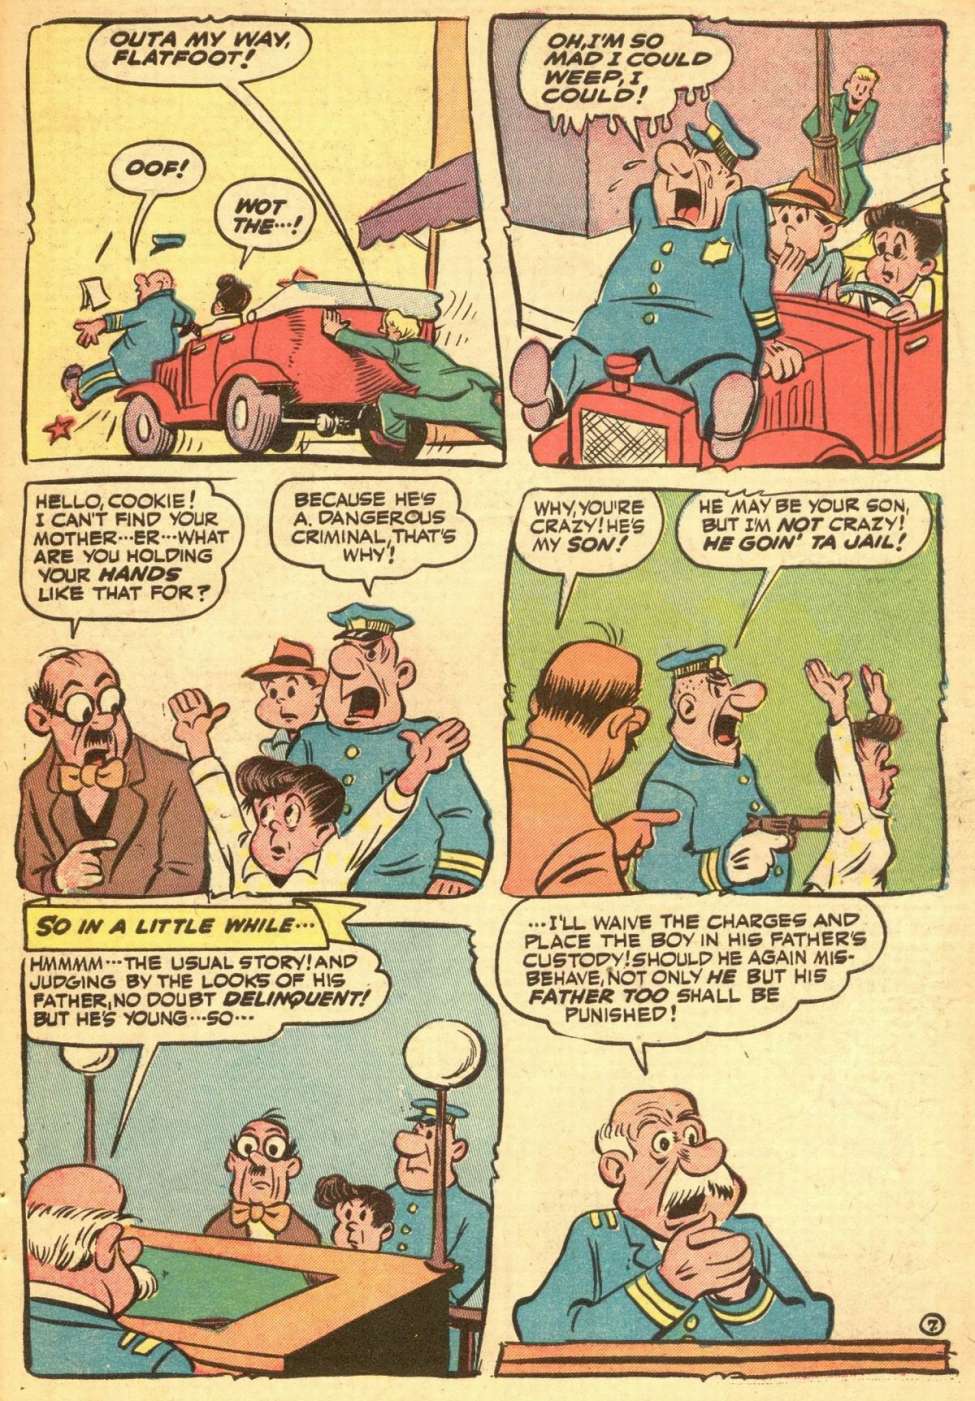 OUTA MY WAY,
FLATFOOT!
OOF!
WOT
THE...!
OH, I'M SO
MAD I COULD
WEEP, I
COULD!
HELLO, COOKIE!
I CAN'T FIND YOUR
MOTHER...ER...WHAT
ARE YOU HOLDING
YOUR HANDS
LIKE THAT FOR?
BECAUSE HE'S
A DANGEROUS
CRIMINAL, THAT'S
WHY!
WHY, YOU'RE
CRAZY! HE'S
MY SON!
HE MAY BE YOUR SON,
BUT I'M NOT CRAZY!
HE GOIN' TA JAIL!
SO IN A LITTLE WHILE...
HMMMM...THE USUAL STORY! AND
JUDGING BY THE LOOKS OF HIS
FATHER, NO DOUBT DELINQUENT!
BUT HE'S YOUNG...SO...
...I'LL WAIVE THE CHARGES AND
PLACE THE BOY IN HIS FATHER'S
CUSTODY! SHOULD HE AGAIN MIS-
BEHAVE, NOT ONLY HE BUT HIS
FATHER TOO SHALL BE
PUNISHED!
7